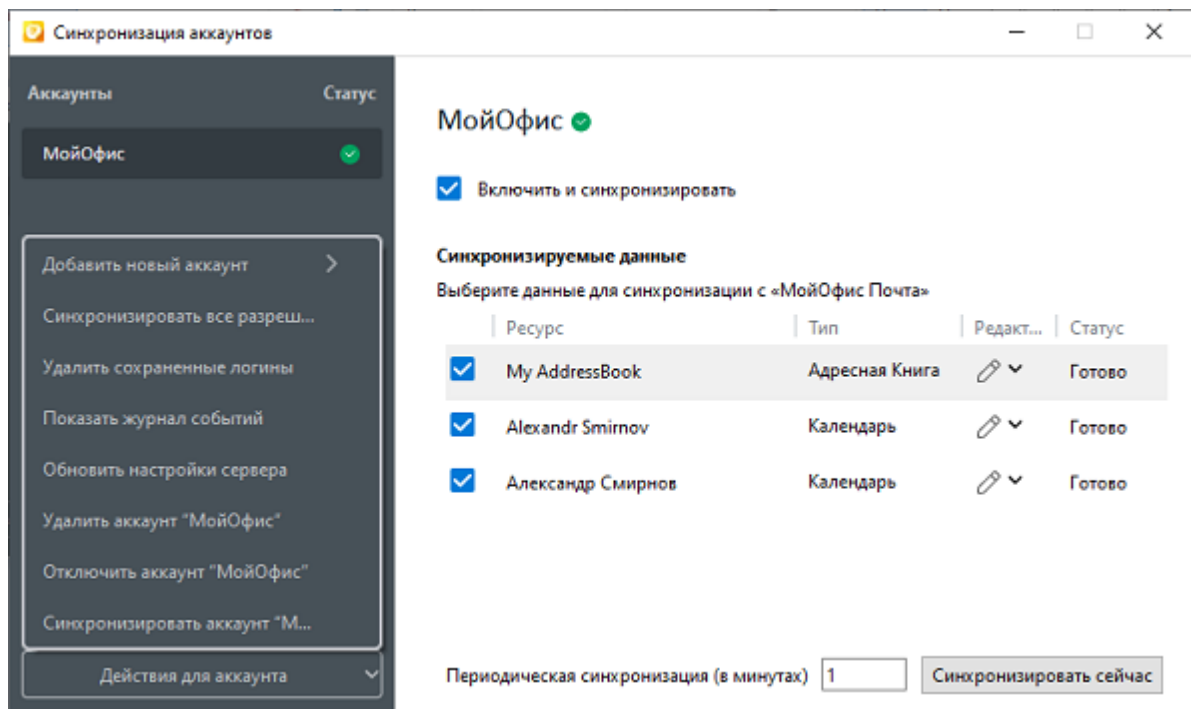 Синхронизация аккаунтов
Аккаунты Статус
МойОфис
Добавить новый аккаунт
Синхронизировать все разреш...
Удалить сохраненные логины
Показать журнал событий
Обновить настройки сервера
Удалить аккаунт "МойОфис"
Отключить аккаунт "МойОфис"
Синхронизировать аккаунт "М...
Действия для аккаунта
МойОфис
Включить и синхронизировать
Синхронизируемые данные
Выберите данные для синхронизации с «МойОфис Почта»
Ресурс Тип Редакт... Статус
My AddressBook Адресная Книга Готово
Alexandr Smirnov Календарь Готово
Александр Смирнов Календарь Готово
Периодическая синхронизация (в минутах) 1 Синхронизировать сейчас